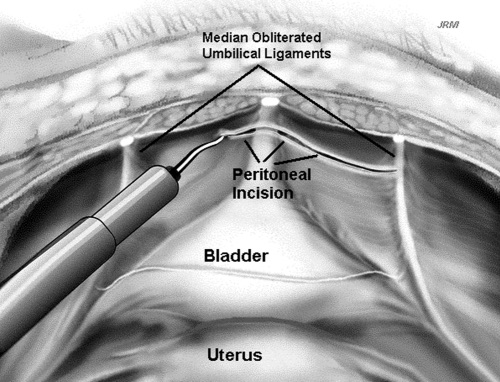 JRM
Median Obliterated
Umbilical Ligaments
Peritoneal
Incision
Bladder
Uterus